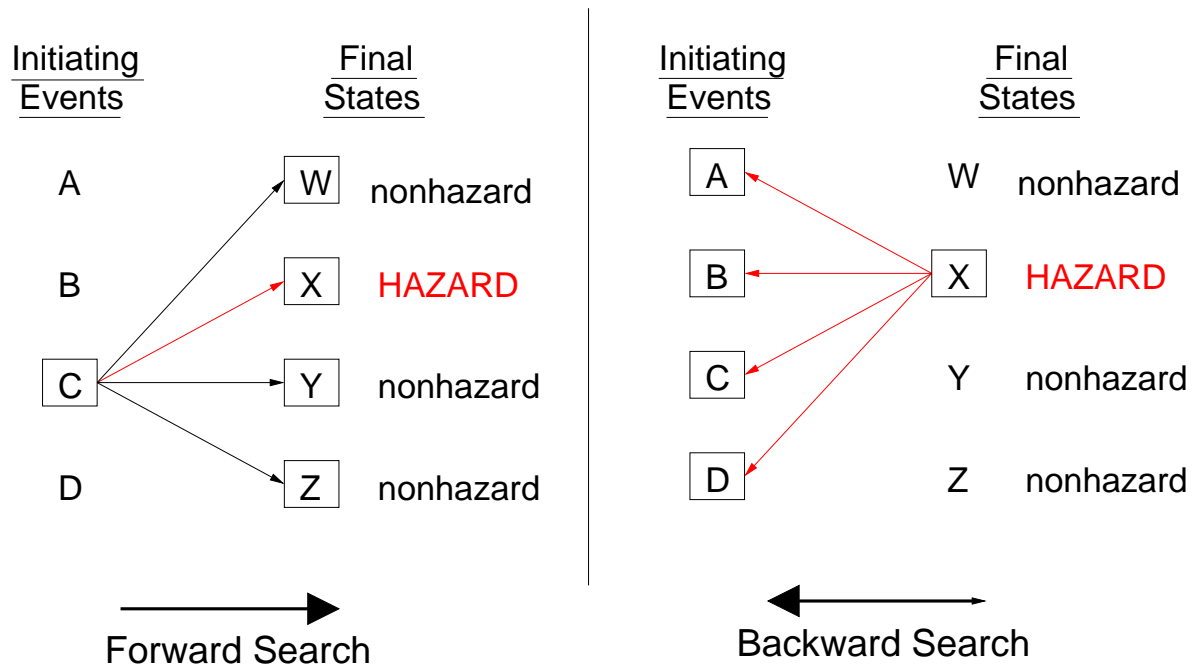 Initiating
Events
Final
States
A
W
nonhazard
B
X
HAZARD
C
Y
nonhazard
D
Z
nonhazard
Forward Search
Initiating
Events
Final
States
A
W
nonhazard
B
X
HAZARD
C
Y
nonhazard
D
Z
nonhazard
Backward Search